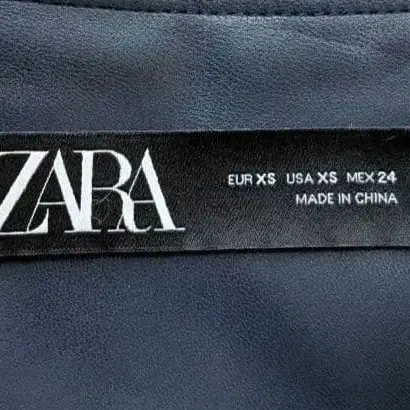 ZARA
EUR XS USA XS MEX 24
MADE IN CHINA